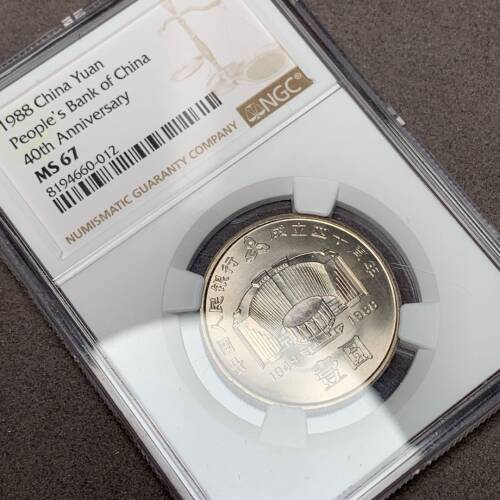 1988 China Yuan
People's Bank of China
40th Anniversary
MS 67
8194660-012
NGC
NUMISMATIC GUARANTY COMPANY
中国人民银行 成立四十周年
1948 1988
壹圆